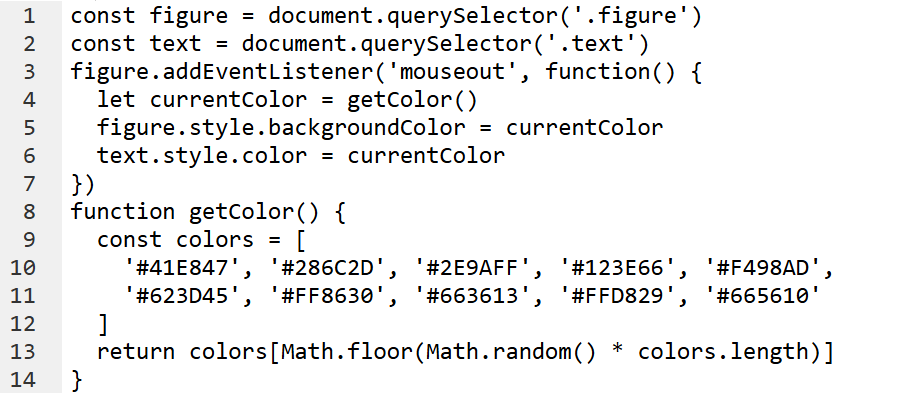 1 const figure = document.querySelector('.figure')
2 const text = document.querySelector('.text')
3 figure.addEventListener('mouseout', function() {
4   let currentColor = getColor()
5   figure.style.backgroundColor = currentColor
6   text.style.color = currentColor
7 })
8 function getColor() {
9   const colors = [
10     '#41E847', '#286C2D', '#2E9AFF', '#123E66', '#F498AD',
11     '#623D45', '#FF8630', '#663613', '#FFD829', '#665610'
12   ]
13   return colors[Math.floor(Math.random() * colors.length)]
14 }